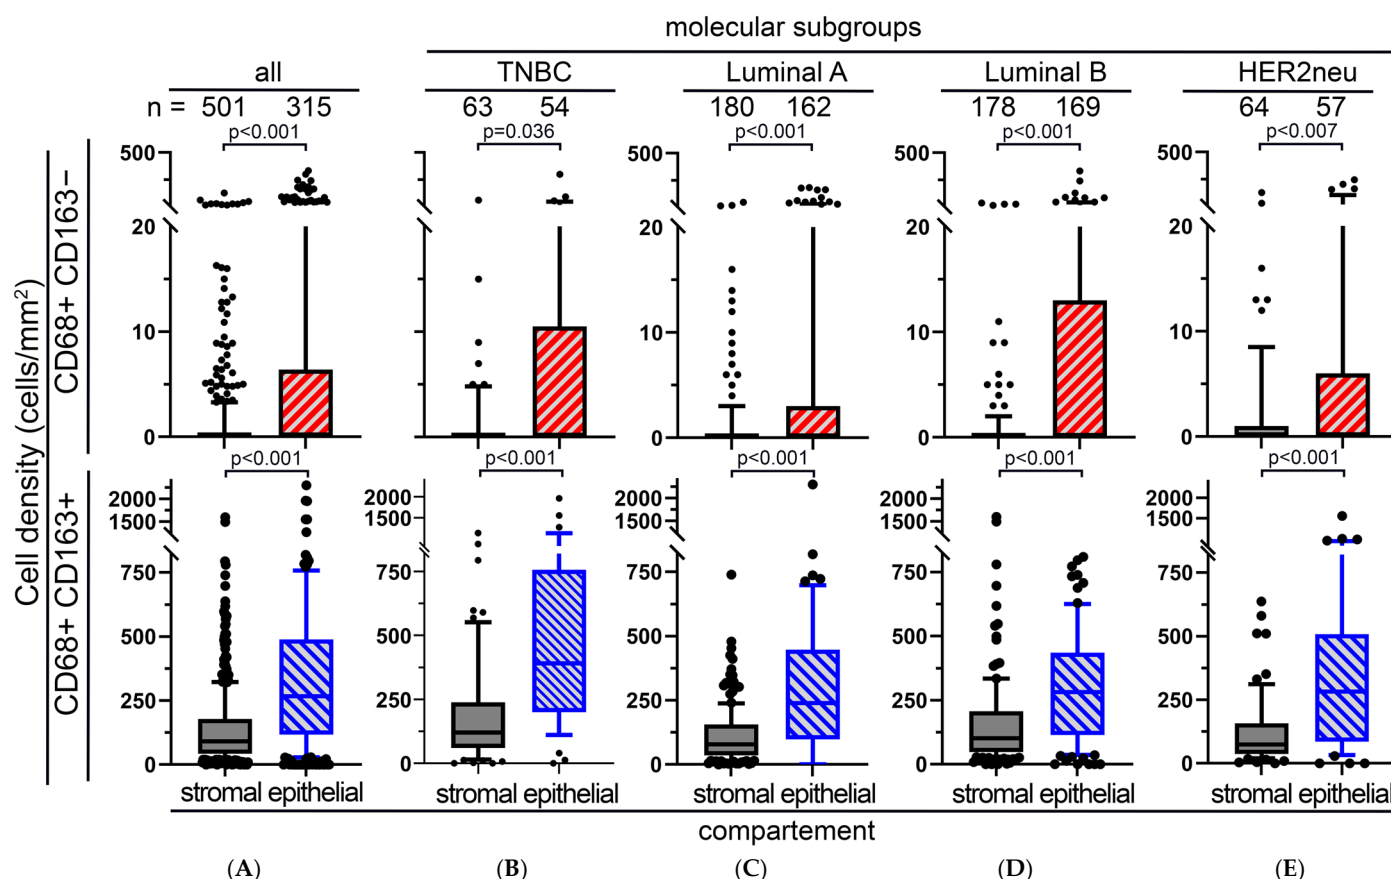 molecular subgroups
all TNBC Luminal A Luminal B HER2neu
n = 501 315 63 54 180 162 178 169 64 57
p<0.001 p=0.036 p<0.001 p<0.001 p<0.007
Cell density (cells/mm²)
CD68+ CD163−
500 500 500 500 500
20 20 20 20 20
10 10 10 10 10
0 0 0 0 0
p<0.001 p<0.001 p<0.001 p<0.001 p<0.001
CD68+ CD163+
2000 2000 2000 2000 2000
1500 1500 1500 1500 1500
750 750 750 750 750
500 500 500 500 500
250 250 250 250 250
0 0 0 0 0
stromal epithelial stromal epithelial stromal epithelial stromal epithelial stromal epithelial
compartement
(A) (B) (C) (D) (E)